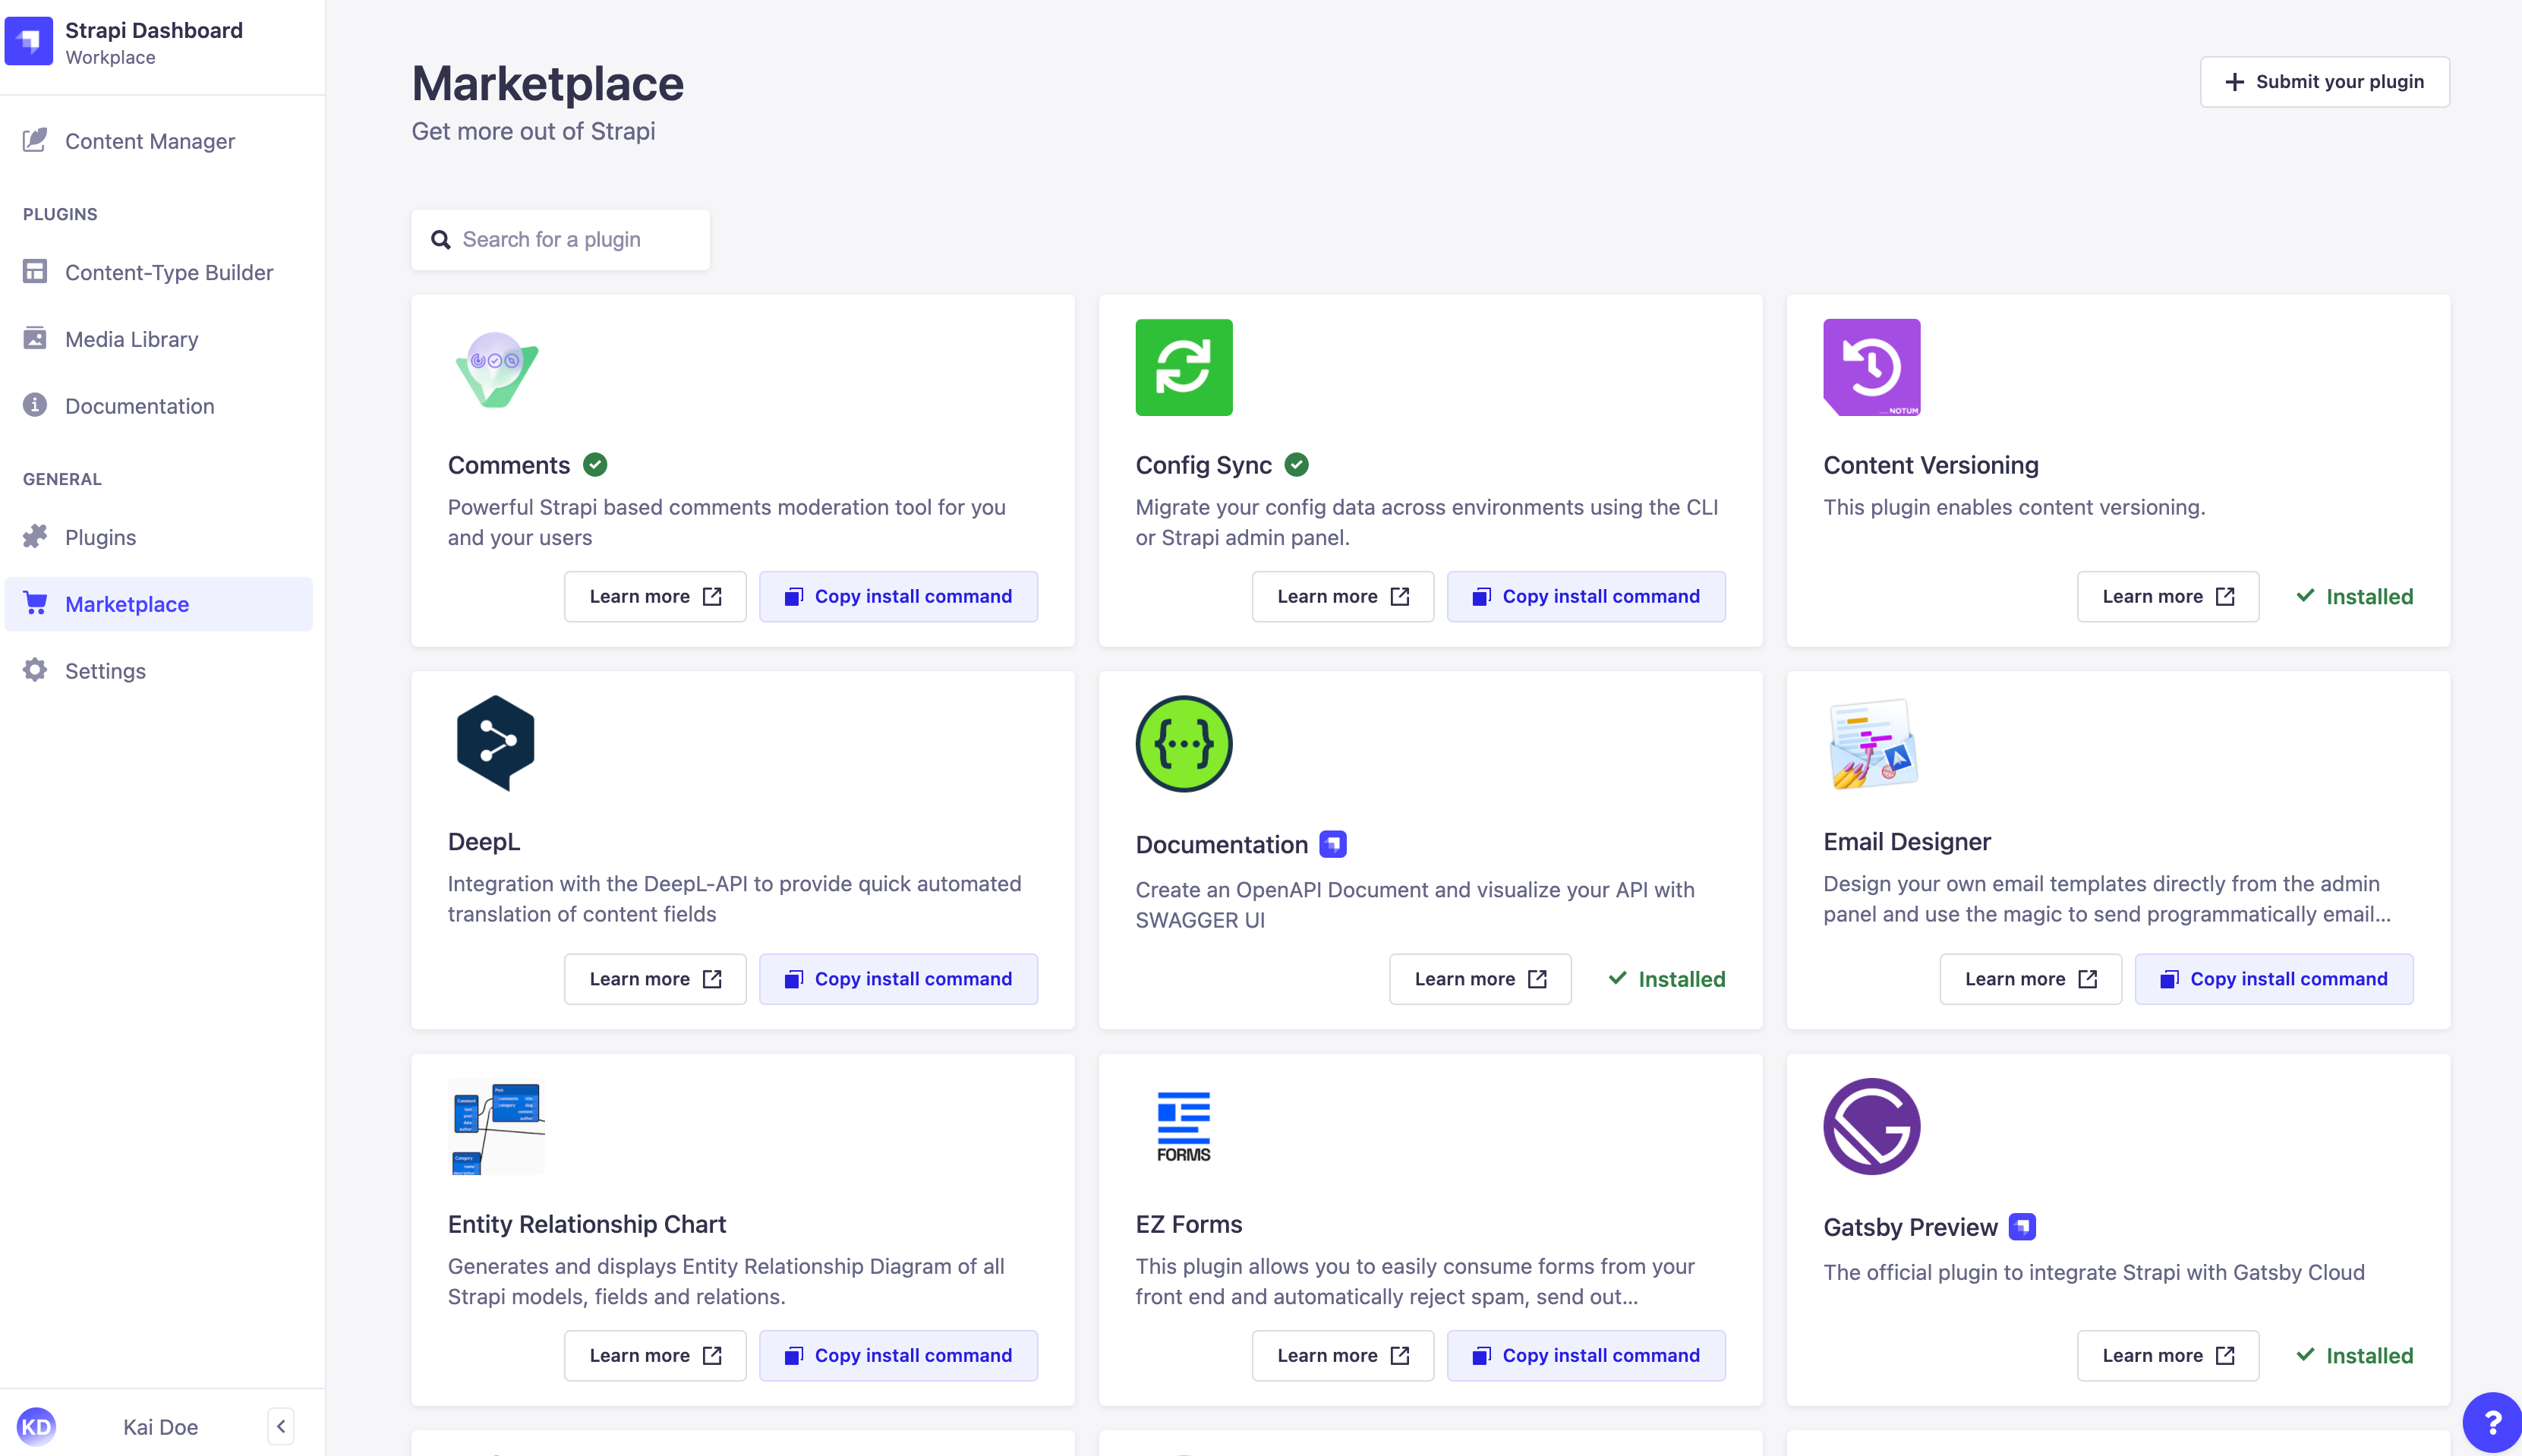 Strapi Dashboard
Workplace
Content Manager
PLUGINS
Content-Type Builder
Media Library
Documentation
GENERAL
Plugins
Marketplace
Settings
KD
Kai Doe
Marketplace
Get more out of Strapi
Submit your plugin
Search for a plugin
Comments
Powerful Strapi based comments moderation tool for you
and your users
Learn more
Copy install command
Config Sync
Migrate your config data across environments using the CLI
or Strapi admin panel.
Learn more
Copy install command
NOTUM
Content Versioning
This plugin enables content versioning.
Learn more
Installed
DeepL
Integration with the DeepL-API to provide quick automated
translation of content fields
Learn more
Copy install command
{...}
Documentation
Create an OpenAPI Document and visualize your API with
SWAGGER UI
Learn more
Installed
Email Designer
Design your own email templates directly from the admin
panel and use the magic to send programmatically email...
Learn more
Copy install command
Comment
Post
Category
Entity Relationship Chart
Generates and displays Entity Relationship Diagram of all
Strapi models, fields and relations.
Learn more
Copy install command
FORMS
EZ Forms
This plugin allows you to easily consume forms from your
front end and automatically reject spam, send out...
Learn more
Copy install command
Gatsby Preview
The official plugin to integrate Strapi with Gatsby Cloud
Learn more
Installed
?